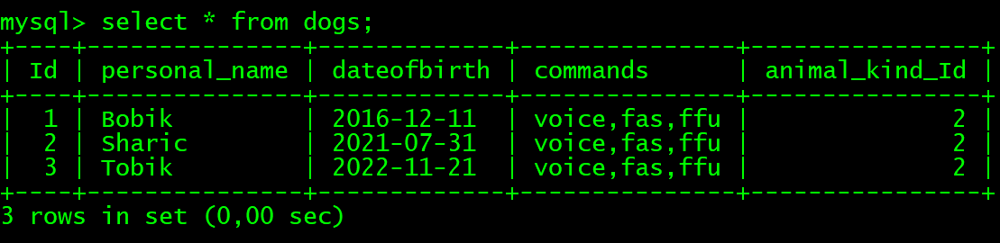 mysql> select * from dogs;
+----+---------------+-------------+---------------+----------------+
| Id | personal_name | dateofbirth | commands      | animal_kind_Id |
+----+---------------+-------------+---------------+----------------+
|  1 | Bobik         | 2016-12-11  | voice,fas,ffu |              2 |
|  2 | Sharic        | 2021-07-31  | voice,fas,ffu |              2 |
|  3 | Tobik         | 2022-11-21  | voice,fas,ffu |              2 |
+----+---------------+-------------+---------------+----------------+
3 rows in set (0,00 sec)